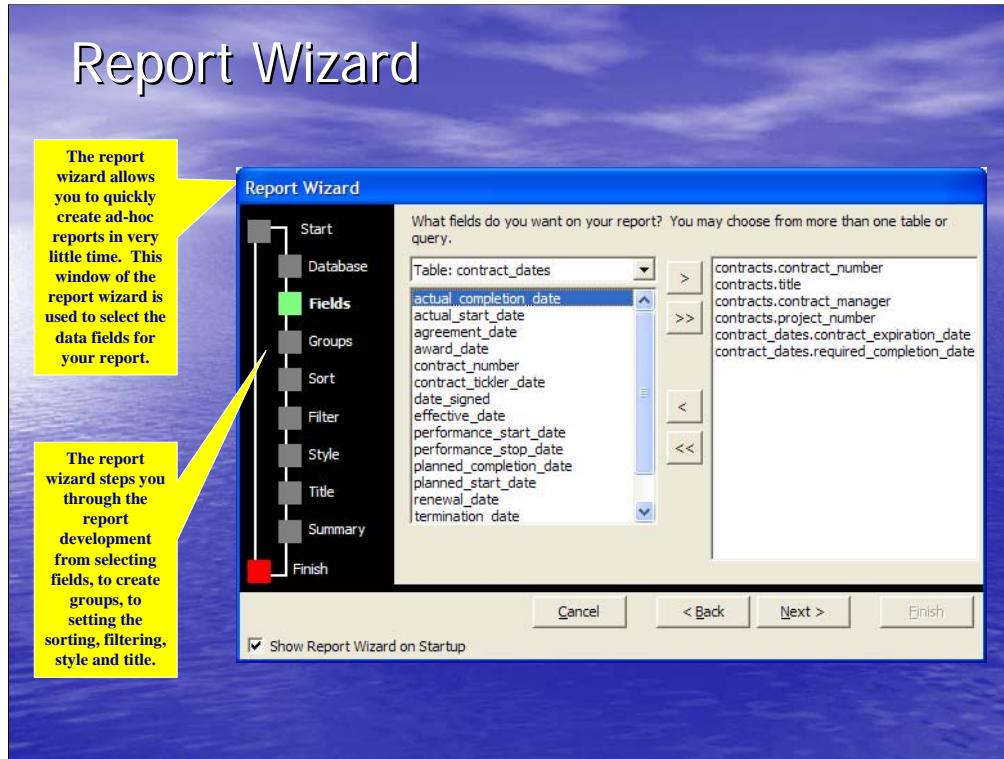 Report Wizard
The report
wizard allows
you to quickly
create ad-hoc
reports in very
little time. This
window of the
report wizard is
used to select the
data fields for
your report.
The report
wizard steps you
through the
report
development
from selecting
fields, to create
groups, to
setting the
sorting, filtering,
style and title.
Report Wizard
Start
Database
Fields
Groups
Sort
Filter
Style
Title
Summary
Finish
What fields do you want on your report? You may choose from more than one table or
query.
Table: contract_dates
actual_completion_date
actual_start_date
agreement_date
award_date
contract_number
contract_tickler_date
date_signed
effective_date
performance_start_date
performance_stop_date
planned_completion_date
planned_start_date
renewal_date
termination_date
>
>>
<
<<
contracts.contract_number
contracts.title
contracts.contract_manager
contracts.project_number
contract_dates.contract_expiration_date
contract_dates.required_completion_date
Cancel
< Back
Next >
Finish
Show Report Wizard on Startup